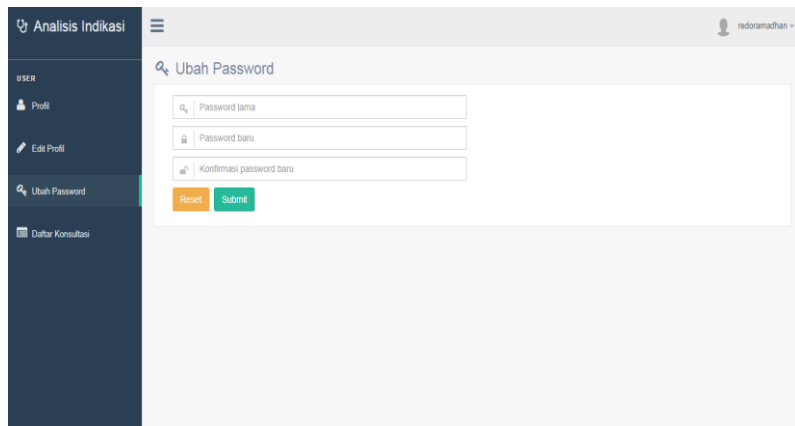 Analisis Indikasi
redoramadhan
USER
Profil
Edit Profil
Ubah Password
Daftar Konsultasi
Ubah Password
Password lama
Password baru
Konfirmasi password baru
Reset Submit